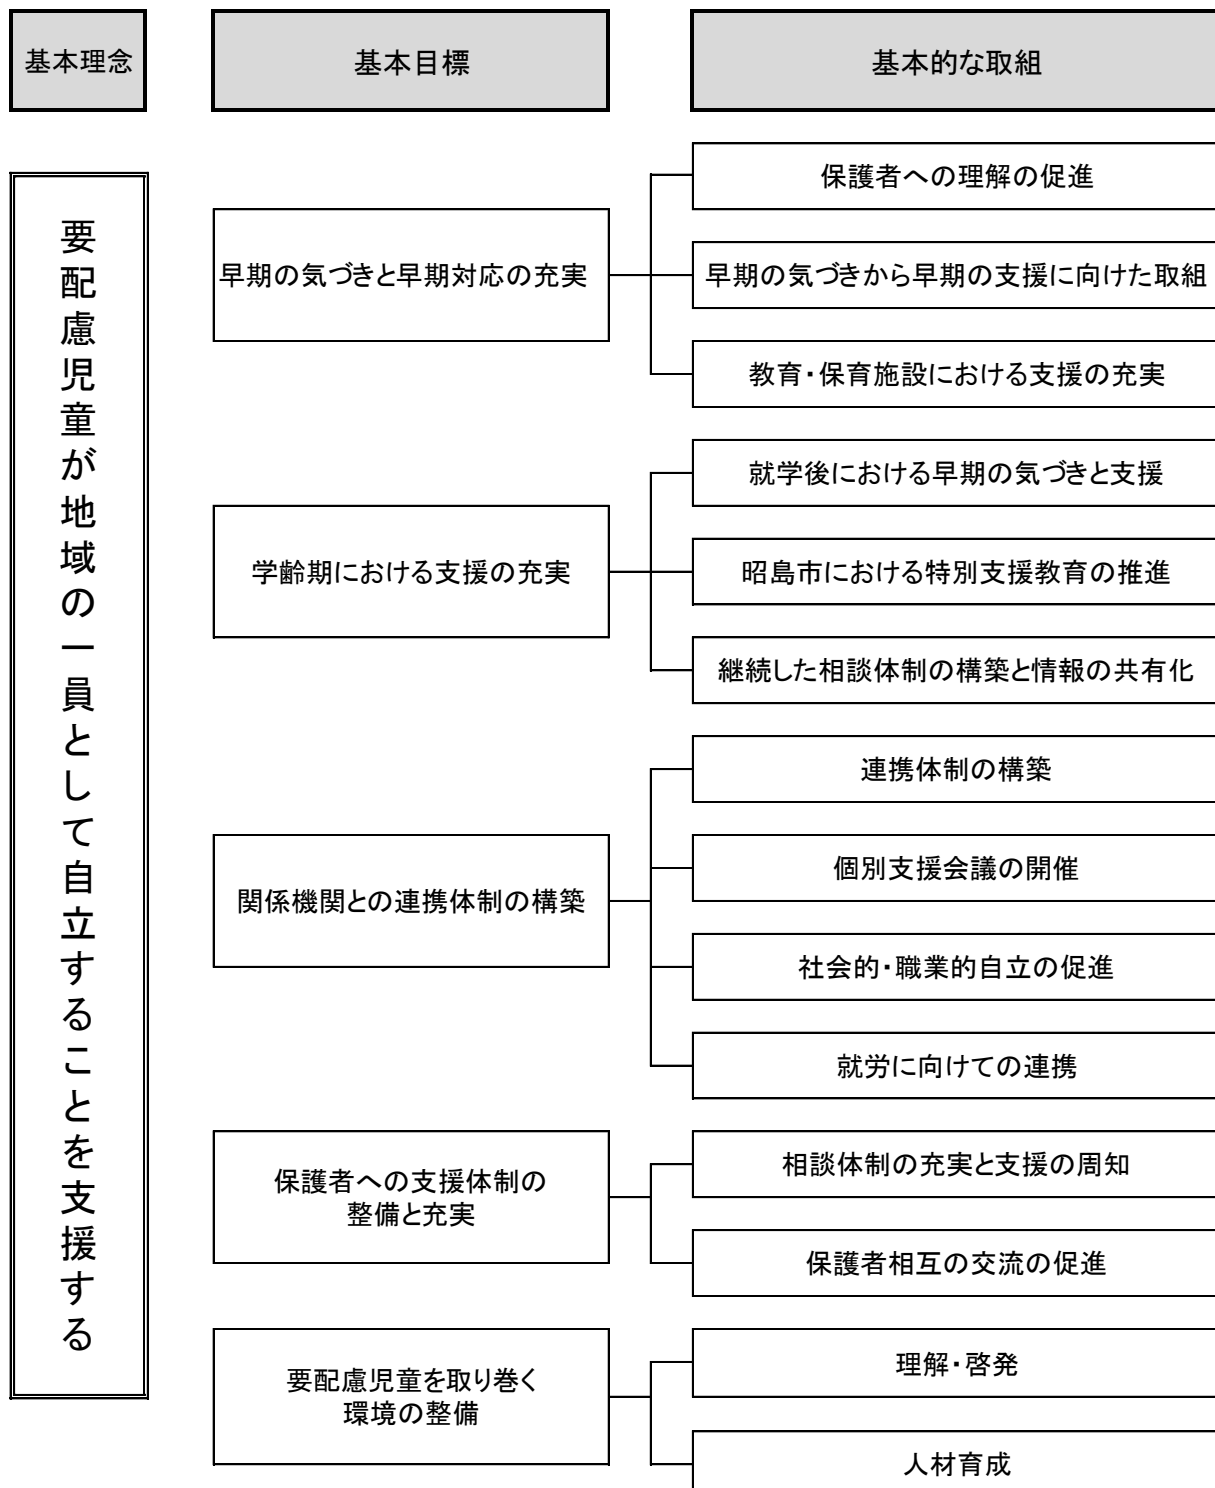 基本理念
基本目標
基本的な取組
要配慮児童が地域の一員として自立することを支援する
早期の気づきと早期対応の充実
保護者への理解の促進
早期の気づきから早期の支援に向けた取組
教育・保育施設における支援の充実
学齢期における支援の充実
就学後における早期の気づきと支援
昭島市における特別支援教育の推進
継続した相談体制の構築と情報の共有化
関係機関との連携体制の構築
連携体制の構築
個別支援会議の開催
社会的・職業的自立の促進
就労に向けての連携
保護者への支援体制の
整備と充実
相談体制の充実と支援の周知
保護者相互の交流の促進
要配慮児童を取り巻く
環境の整備
理解・啓発
人材育成